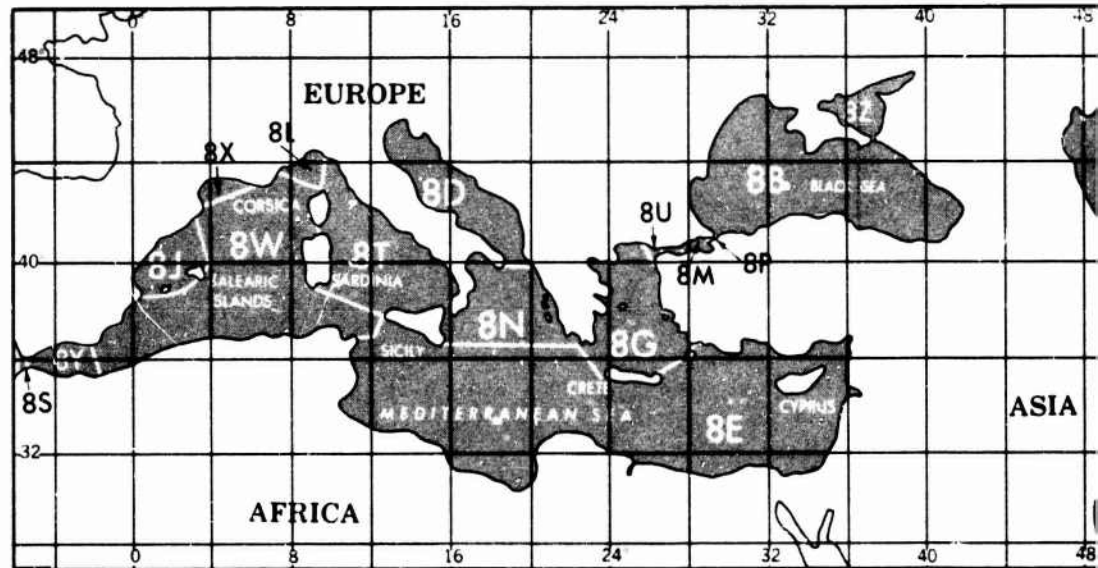 0 8 16 24 32 40 48
48
EUROPE
8L
8X
8Z
8D
8B
BLACK SEA
CORSICA
8U
8W
8T
8J
40
8M
8P
SARDINIA
BALEARIC
ISLANDS
8N
8G
SICILY
8Y
8S
CRETE
CYPRUS
MEDITERRANEAN SEA
8E
ASIA
32
AFRICA
0 8 16 24 32 40 48